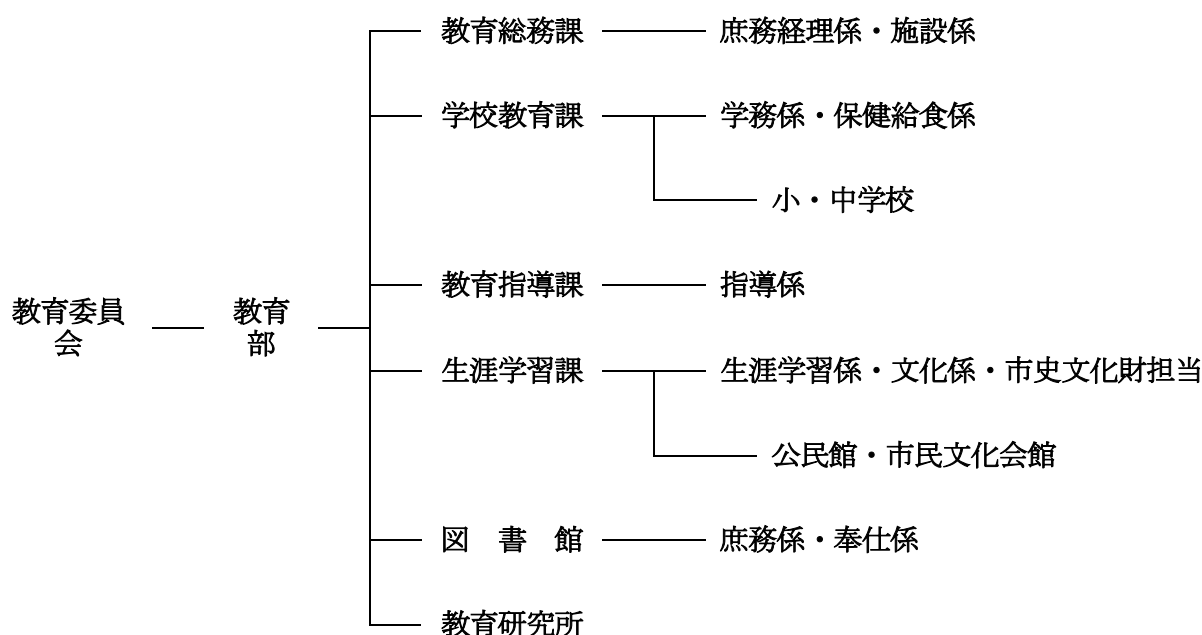 教育総務課 庶務経理係・施設係
学校教育課 学務係・保健給食係
小・中学校
教育指導課 指導係
教育委員会
教育部
生涯学習課 生涯学習係・文化係・市史文化財担当
公民館・市民文化会館
図　書　館 庶務係・奉仕係
教育研究所